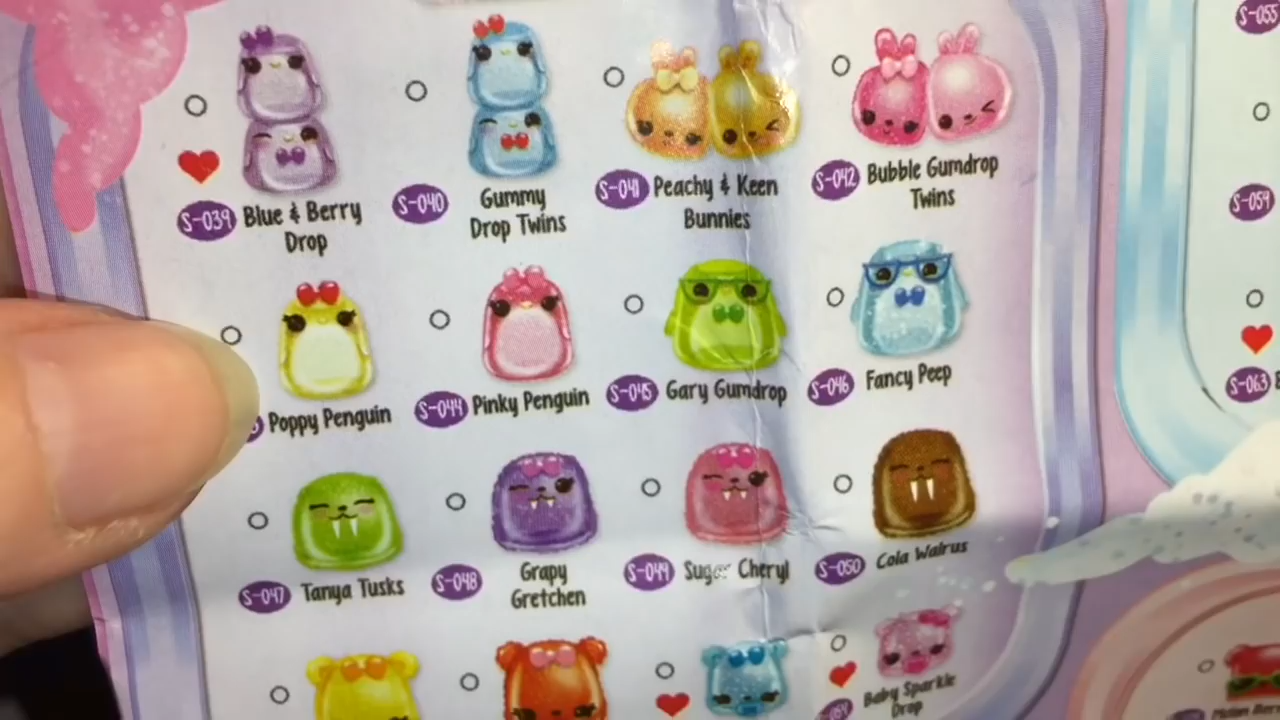 S-055
S-039 Blue & Berry
Drop
S-040 Gummy
Drop Twins
S-041 Peachy & Keen
Bunnies
S-042 Bubble Gumdrop
Twins
S-059
Poppy Penguin
S-044 Pinky Penguin
S-045 Gary Gumdrop
S-046 Fancy Peep
S-063
S-047 Tanya Tusks
S-048 Grapy
Gretchen
S-049 Sugar Cheryl
S-050 Cola Walrus
Baby Sparkle
Drop